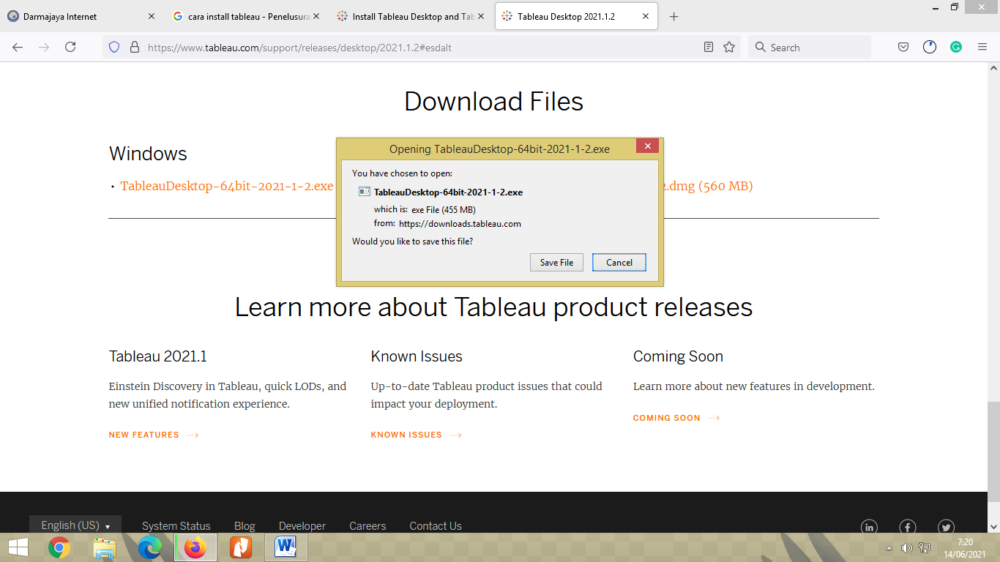 Darmajaya Internet
cara install tableau - Penelusura
Install Tableau Desktop and Tab
Tableau Desktop 2021.1.2
https://www.tableau.com/support/releases/desktop/2021.1.2#esdalt
Search
Download Files
Windows
• TableauDesktop-64bit-2021-1-2.exe
2.dmg (560 MB)
Opening TableauDesktop-64bit-2021-1-2.exe
You have chosen to open:
TableauDesktop-64bit-2021-1-2.exe
which is: exe File (455 MB)
from: https://downloads.tableau.com
Would you like to save this file?
Save File
Cancel
Learn more about Tableau product releases
Tableau 2021.1
Einstein Discovery in Tableau, quick LODs, and
new unified notification experience.
NEW FEATURES
Known Issues
Up-to-date Tableau product issues that could
impact your deployment.
KNOWN ISSUES
Coming Soon
Learn more about new features in development.
COMING SOON
English (US)
System Status
Blog
Developer
Careers
Contact Us
7:20
14/06/2021